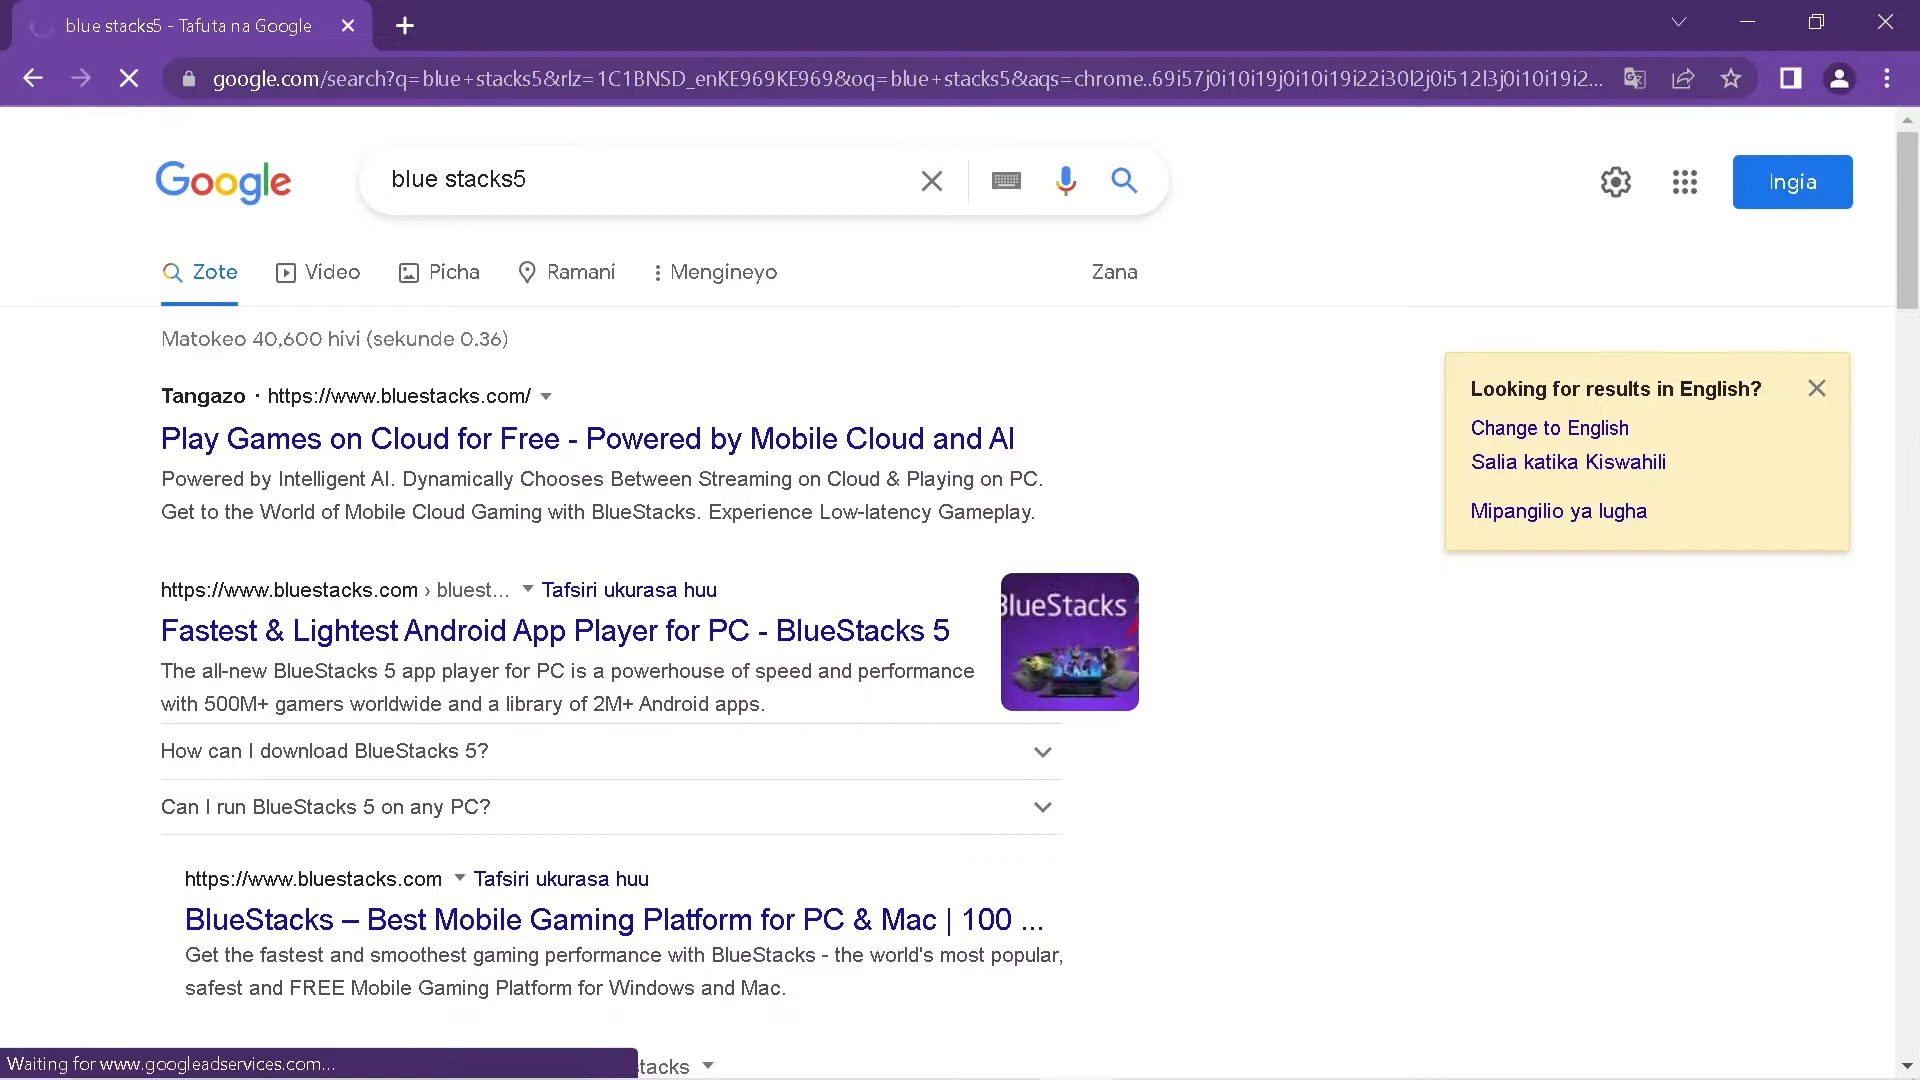 blue stacks5 - Tafuta na Google
google.com/search?q=blue+stacks5&rlz=1C1BNSD_enKE969KE969&oq=blue+stacks5&aqs=chrome..69i57j0i10i19j0i10i19i22i30l2j0i512l3j0i10i19i2...
Google
blue stacks5
Ingia
Zote
Video
Picha
Ramani
Mengineyo
Zana
Matokeo 40,600 hivi (sekunde 0.36)
Tangazo · https://www.bluestacks.com/
Play Games on Cloud for Free - Powered by Mobile Cloud and AI
Powered by Intelligent AI. Dynamically Chooses Between Streaming on Cloud & Playing on PC.
Get to the World of Mobile Cloud Gaming with BlueStacks. Experience Low-latency Gameplay.
Looking for results in English?
Change to English
Salia katika Kiswahili
Mipangilio ya lugha
https://www.bluestacks.com › bluest... Tafsiri ukurasa huu
Fastest & Lightest Android App Player for PC - BlueStacks 5
The all-new BlueStacks 5 app player for PC is a powerhouse of speed and performance
with 500M+ gamers worldwide and a library of 2M+ Android apps.
BlueStacks
How can I download BlueStacks 5?
Can I run BlueStacks 5 on any PC?
https://www.bluestacks.com Tafsiri ukurasa huu
BlueStacks – Best Mobile Gaming Platform for PC & Mac | 100 ...
Get the fastest and smoothest gaming performance with BlueStacks - the world's most popular,
safest and FREE Mobile Gaming Platform for Windows and Mac.
Waiting for www.googleadservices.com...
tacks